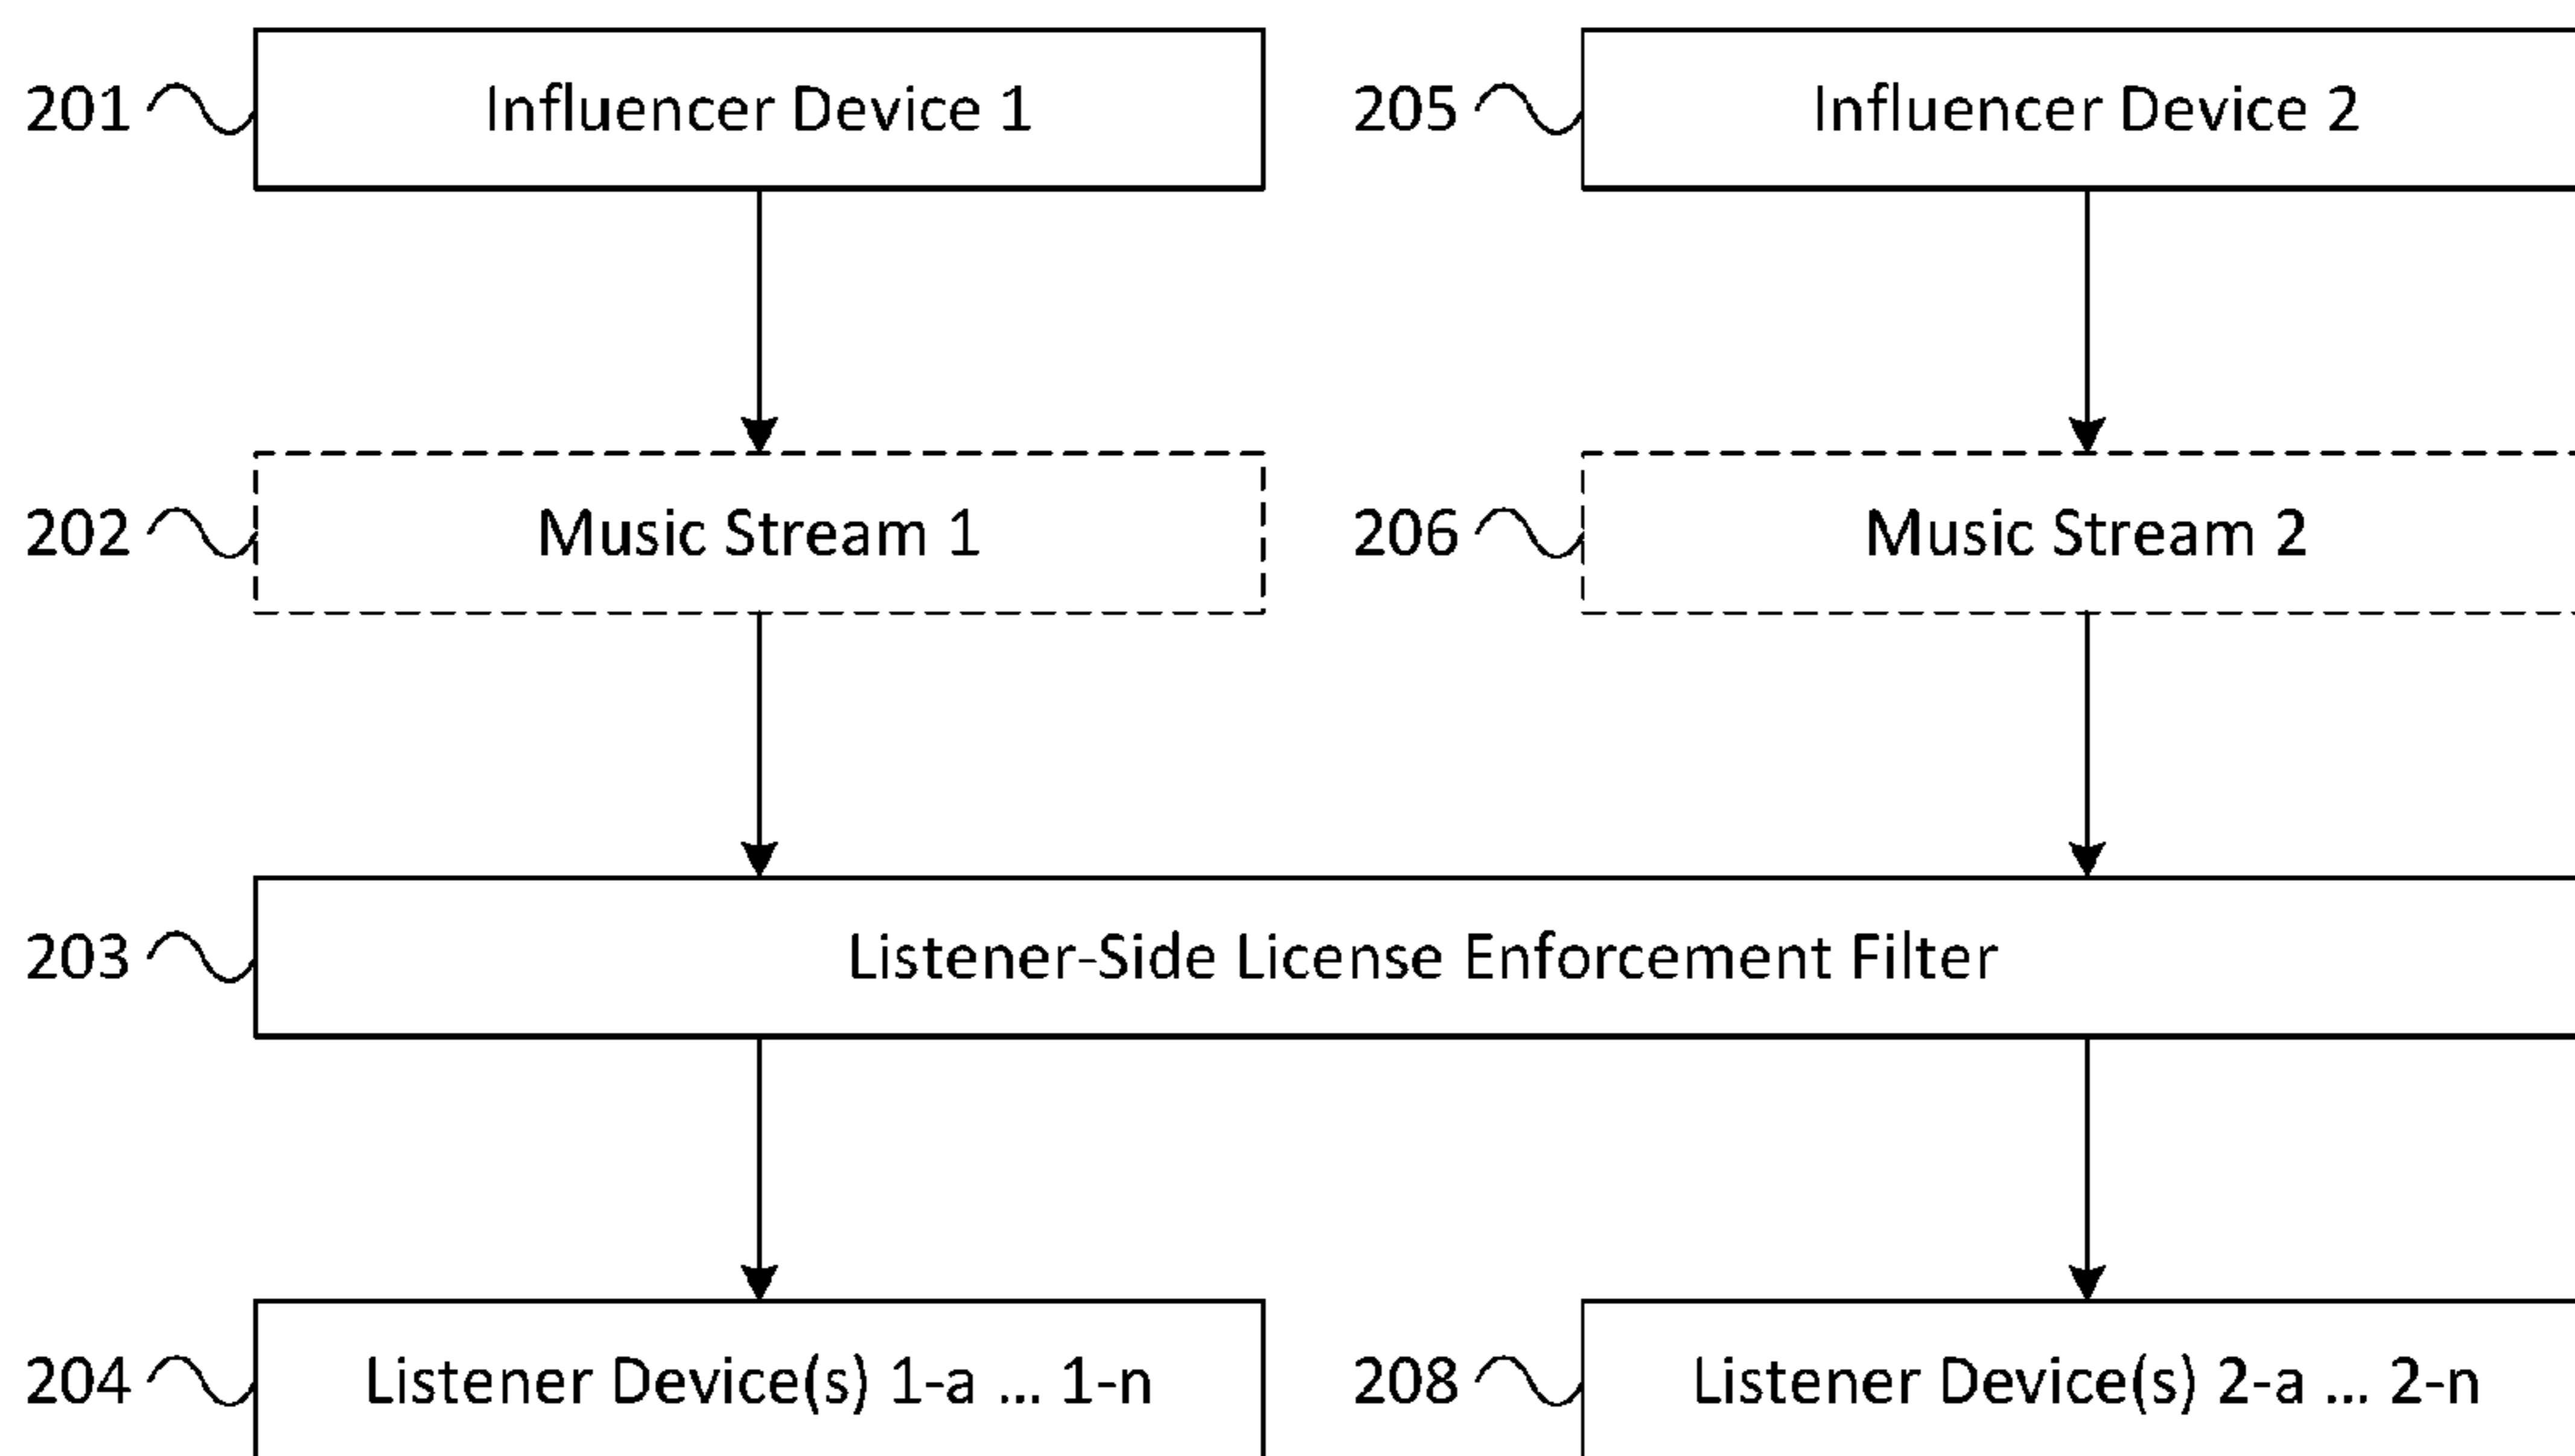 201 Influencer Device 1 205 Influencer Device 2
202 Music Stream 1 206 Music Stream 2
203 Listener-Side License Enforcement Filter
204 Listener Device(s) 1-a ... 1-n 208 Listener Device(s) 2-a ... 2-n